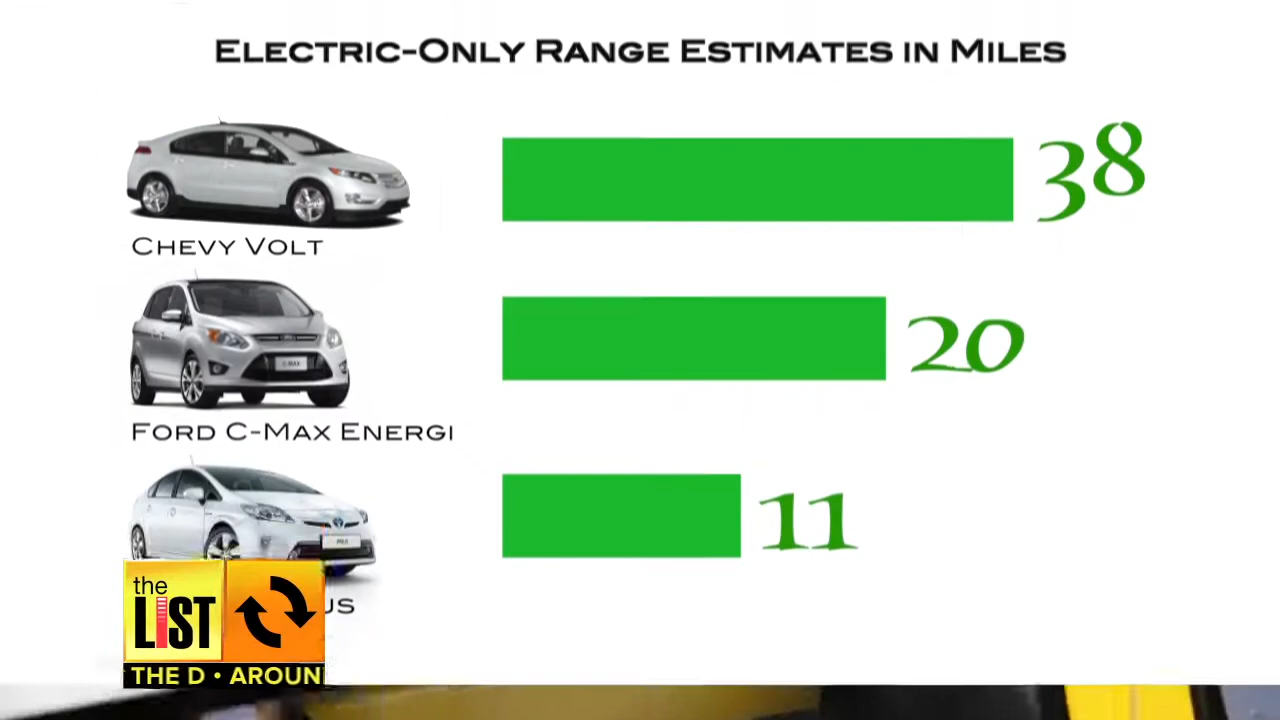 ELECTRIC-ONLY RANGE ESTIMATES IN MILES
38
CHEVY VOLT
20
FORD C-MAX ENERGI
11
the
LIST
THE D • AROUN